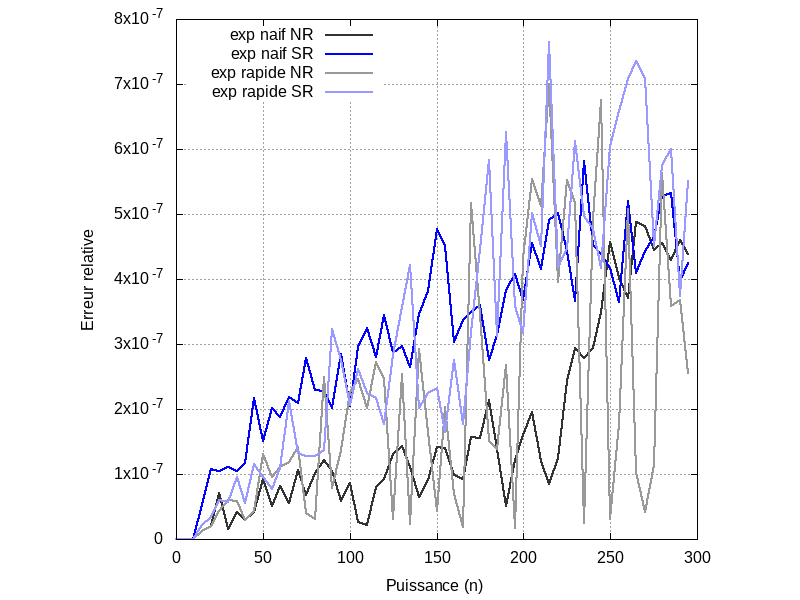 8x10-7
7x10-7
6x10-7
5x10-7
4x10-7
3x10-7
2x10-7
1x10-7
0
exp naif NR
exp naif SR
exp rapide NR
exp rapide SR
Erreur relative
0 50 100 150 200 250 300
Puissance (n)